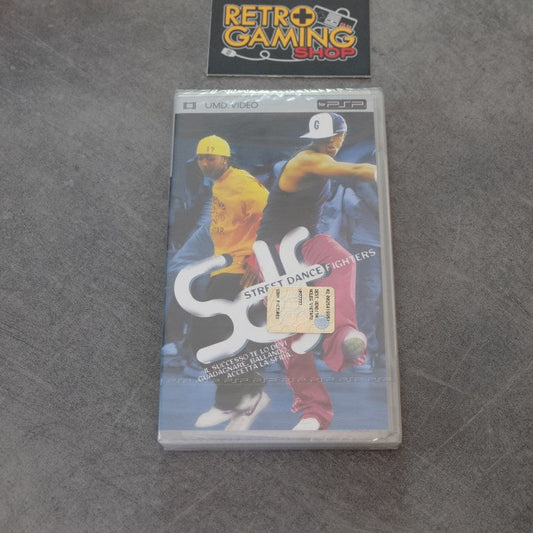 RETRO
GAMING
SHOP
UMD VIDEO
for PSP
G
SdF
STREET DANCE FIGHTERS
IL SUCCESSO TE LO DEVI
GUADAGNARE, BALLANDO.
ACCETTA LA SFIDA.